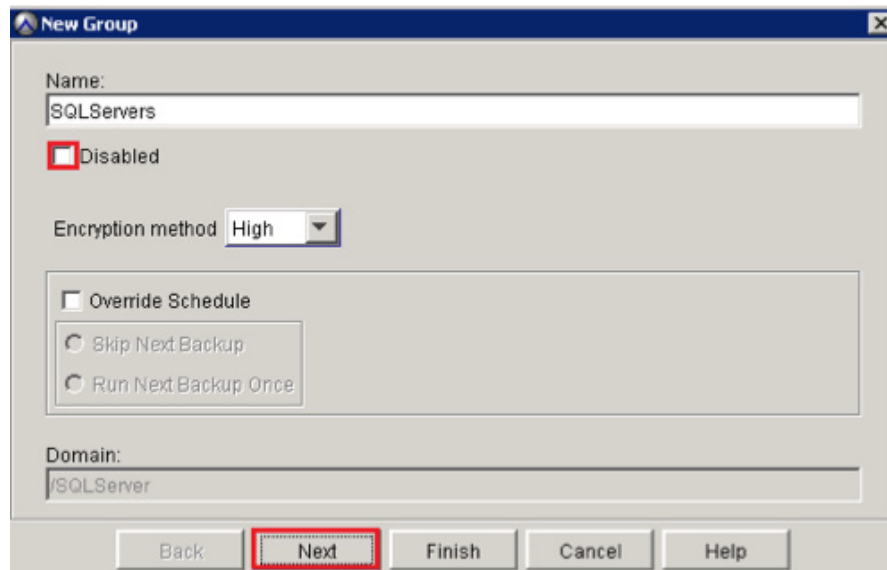 New Group
Name:
SQLServers
Disabled
Encryption method High
Override Schedule
Skip Next Backup
Run Next Backup Once
Domain:
/SQLServer
Back Next Finish Cancel Help